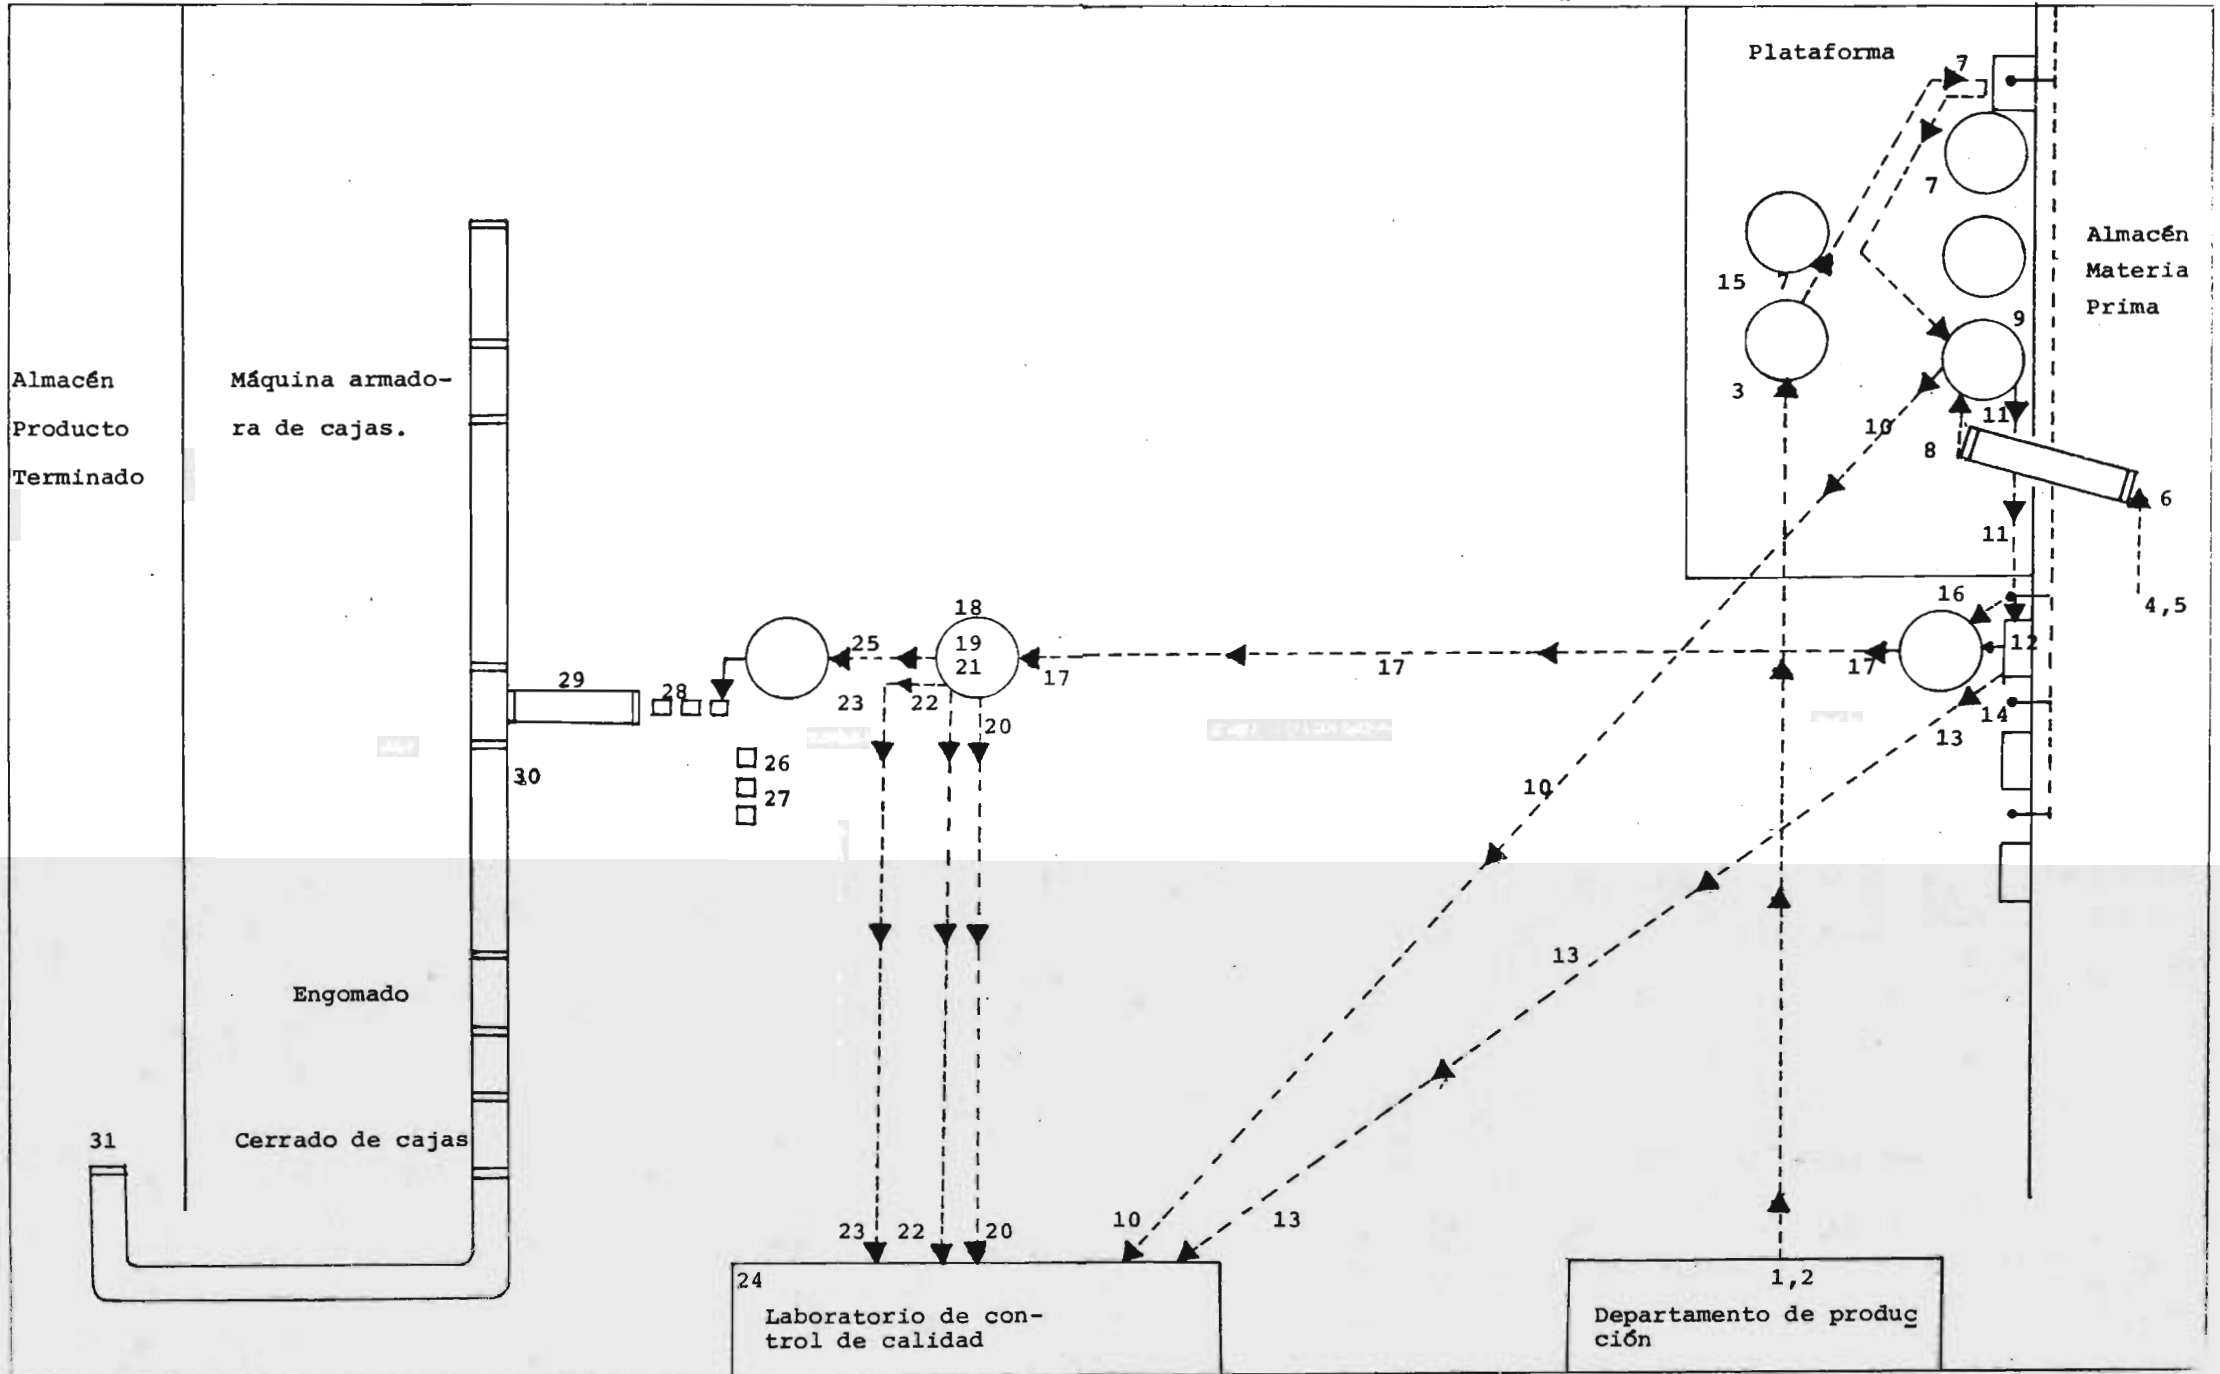 Plataforma
7
7
Almacén
Materia
Prima
15
7
9
3
Almacén
Producto
Terminado
Máquina armado-
ra de cajas.
10
11
8
6
11
16
4,5
18
19
21
25
12
17
17
17
29
28
23
22
20
14
13
26
27
30
10
13
Engomado
31
Cerrado de cajas
23
22
20
10
13
24
Laboratorio de con-
trol de calidad
1,2
Departamento de produc
ción